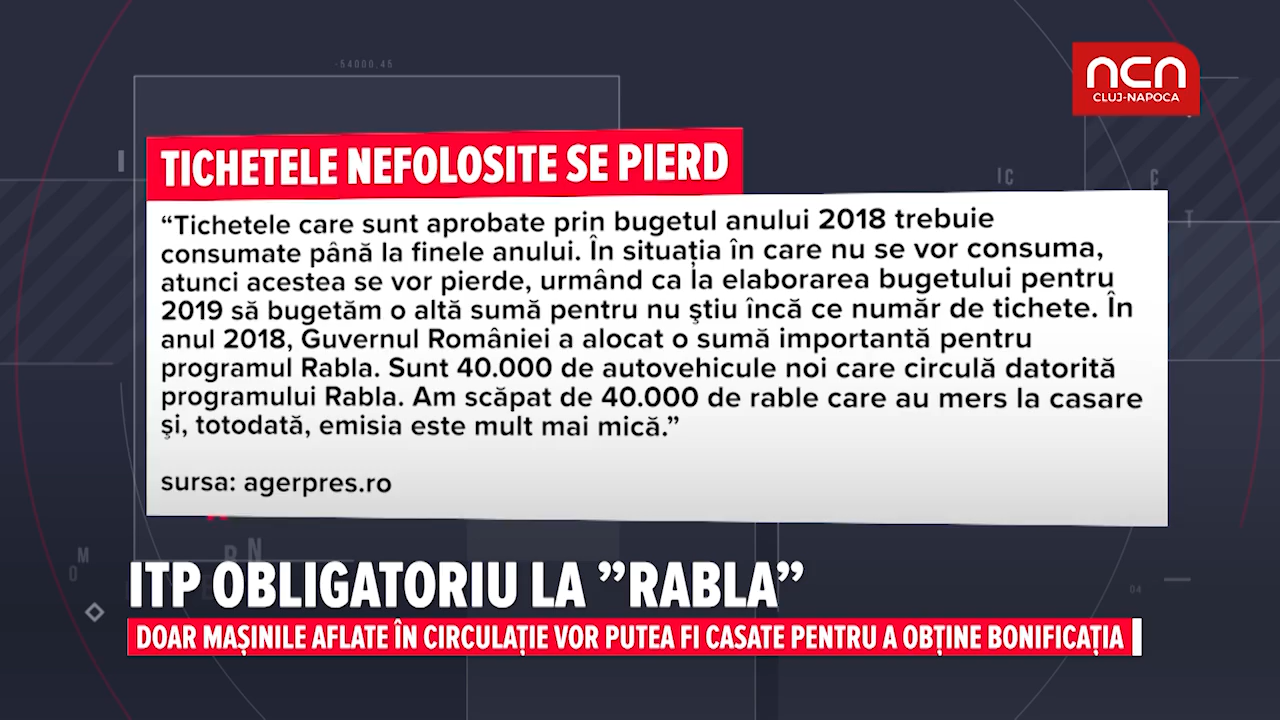 -54000,45
ncn
CLUJ-NAPOCA
TICHETELE NEFOLOSITE SE PIERD
“Tichetele care sunt aprobate prin bugetul anului 2018 trebuie
consumate până la finele anului. În situația în care nu se vor consuma,
atunci acestea se vor pierde, urmând ca la elaborarea bugetului pentru
2019 să bugetăm o altă sumă pentru nu ştiu încă ce număr de tichete. În
anul 2018, Guvernul României a alocat o sumă importantă pentru
programul Rabla. Sunt 40.000 de autovehicule noi care circulă datorită
programului Rabla. Am scăpat de 40.000 de rable care au mers la casare
şi, totodată, emisia este mult mai mică.”
sursa: agerpres.ro
ITP OBLIGATORIU LA ”RABLA”
DOAR MAȘINILE AFLATE ÎN CIRCULAȚIE VOR PUTEA FI CASATE PENTRU A OBȚINE BONIFICAȚIA
04